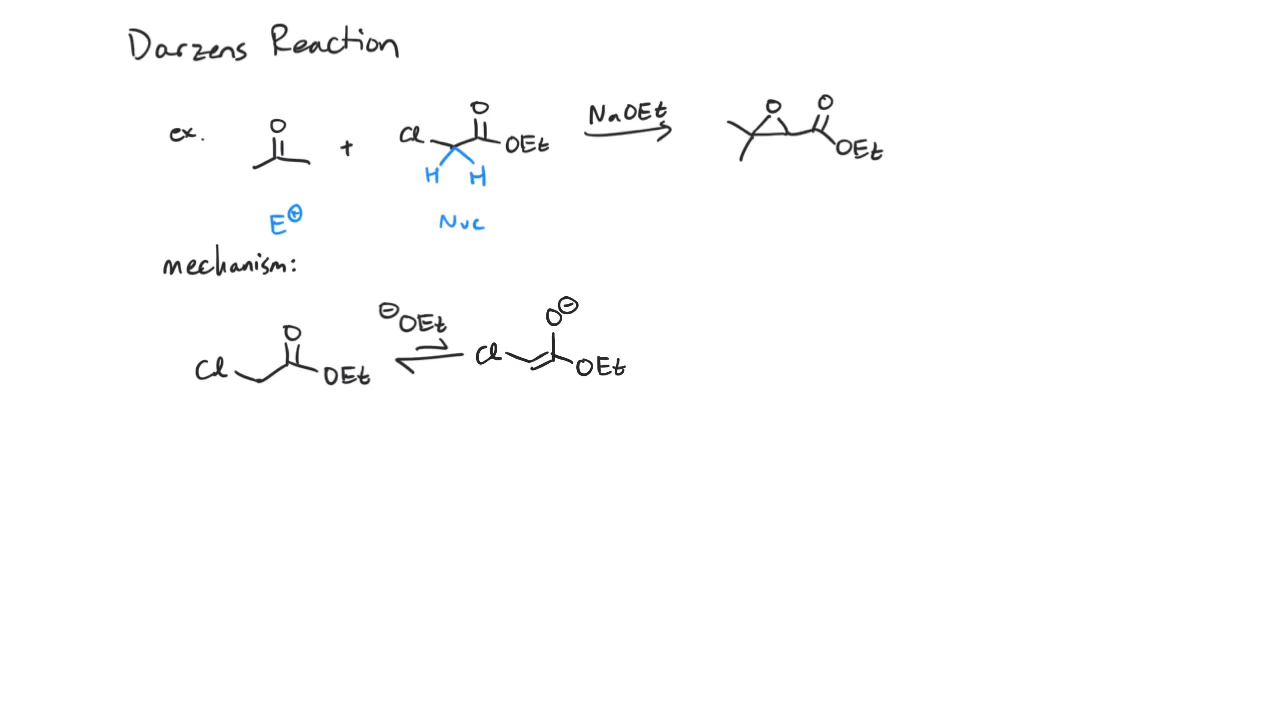 Darzens Reaction
ex. O + Cl O OEt H H NaOEt O O OEt
E⊕ Nuc
mechanism:
Cl O OEt ⊖OEt Cl O⊖ OEt